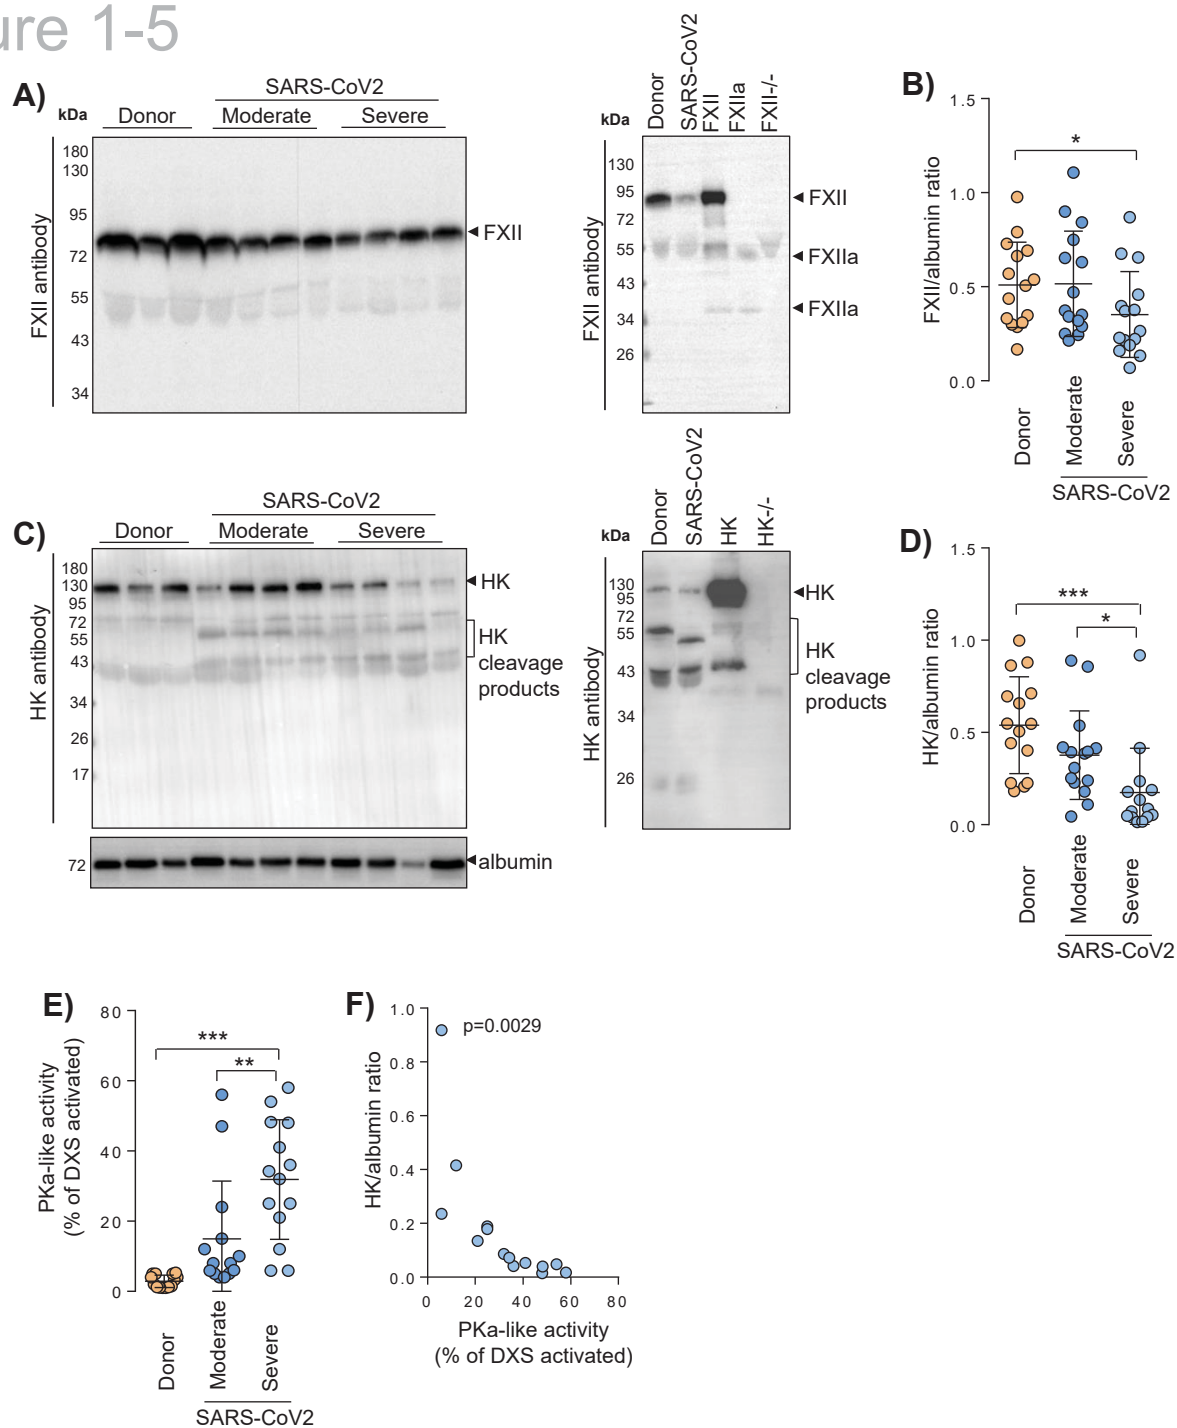 ure 1-5
A)
SARS-CoV2
kDa
Donor
Moderate
Severe
180
130
95
72
55
43
34
FXII antibody
FXII
kDa
Donor
SARS-CoV2
FXII
FXIIa
FXII-/-
130
95
72
55
43
34
26
FXII antibody
FXII
FXIIa
FXIIa
B)
1.5
1.0
0.5
0.0
FXII/albumin ratio
*
Donor
Moderate
Severe
SARS-CoV2
C)
SARS-CoV2
Donor
Moderate
Severe
180
130
95
72
55
43
34
26
17
HK antibody
HK
HK
cleavage
products
72
albumin
kDa
Donor
SARS-CoV2
HK
HK-/-
130
95
72
55
43
34
26
HK antibody
HK
HK
cleavage
products
D)
1.5
1.0
0.5
0.0
HK/albumin ratio
***
*
Donor
Moderate
Severe
SARS-CoV2
E)
80
60
40
20
0
PKa-like activity
(% of DXS activated)
***
**
Donor
Moderate
Severe
SARS-CoV2
F)
1.0
0.8
0.6
0.4
0.2
0.0
HK/albumin ratio
p=0.0029
0 20 40 60 80
PKa-like activity
(% of DXS activated)